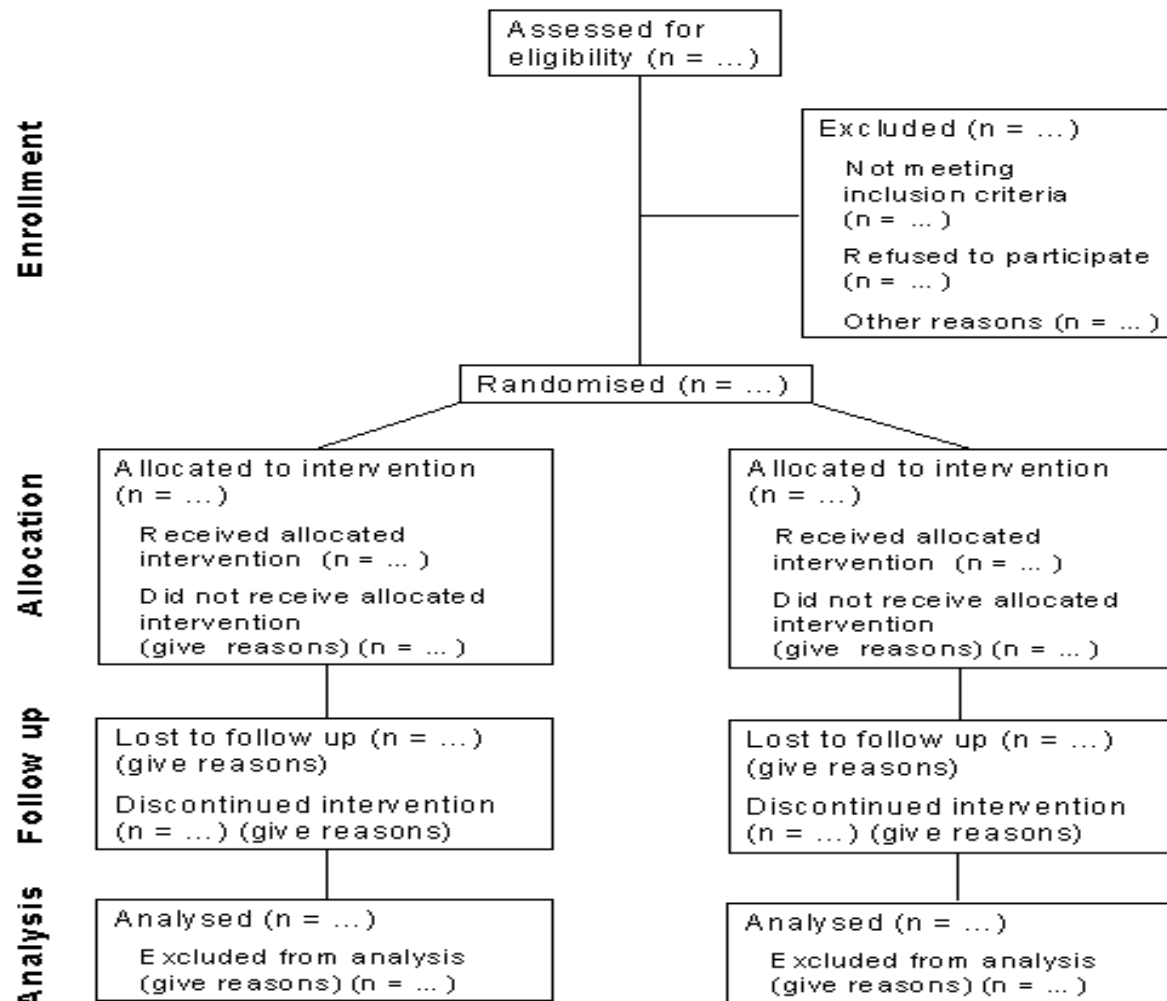 Assessed for
eligibility (n = ...)
Enrollment
Excluded (n = ...)
Not meeting
inclusion criteria
(n = ... )
Refused to participate
(n = ... )
Other reasons (n = ... )
Randomised (n = ...)
Allocation
Allocated to intervention
(n = ...)
Received allocated
intervention (n = ... )
Did not receive allocated
intervention
(give reasons) (n = ... )
Allocated to intervention
(n = ...)
Received allocated
intervention (n = ... )
Did not receive allocated
intervention
(give reasons) (n = ... )
Follow up
Lost to follow up (n = ...)
(give reasons)
Discontinued intervention
(n = ...) (give reasons)
Lost to follow up (n = ...)
(give reasons)
Discontinued intervention
(n = ...) (give reasons)
Analysis
Analysed (n = ...)
Excluded from analysis
(give reasons) (n = ... )
Analysed (n = ...)
Excluded from analysis
(give reasons) (n = ... )